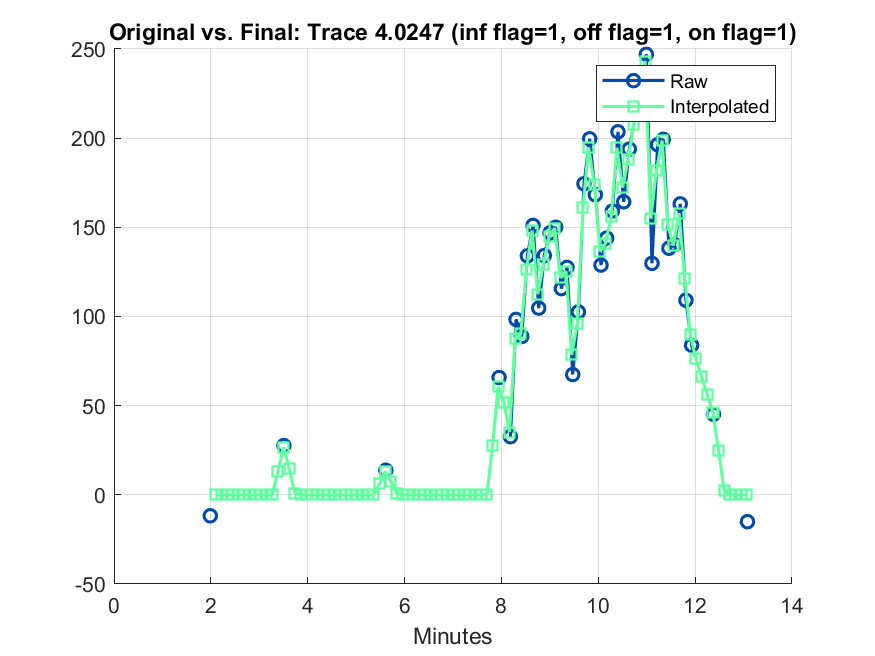 Original vs. Final: Trace 4.0247 (inf flag=1, off flag=1, on flag=1)
250
200
150
100
50
0
-50
Raw
Interpolated
0 2 4 6 8 10 12 14
Minutes